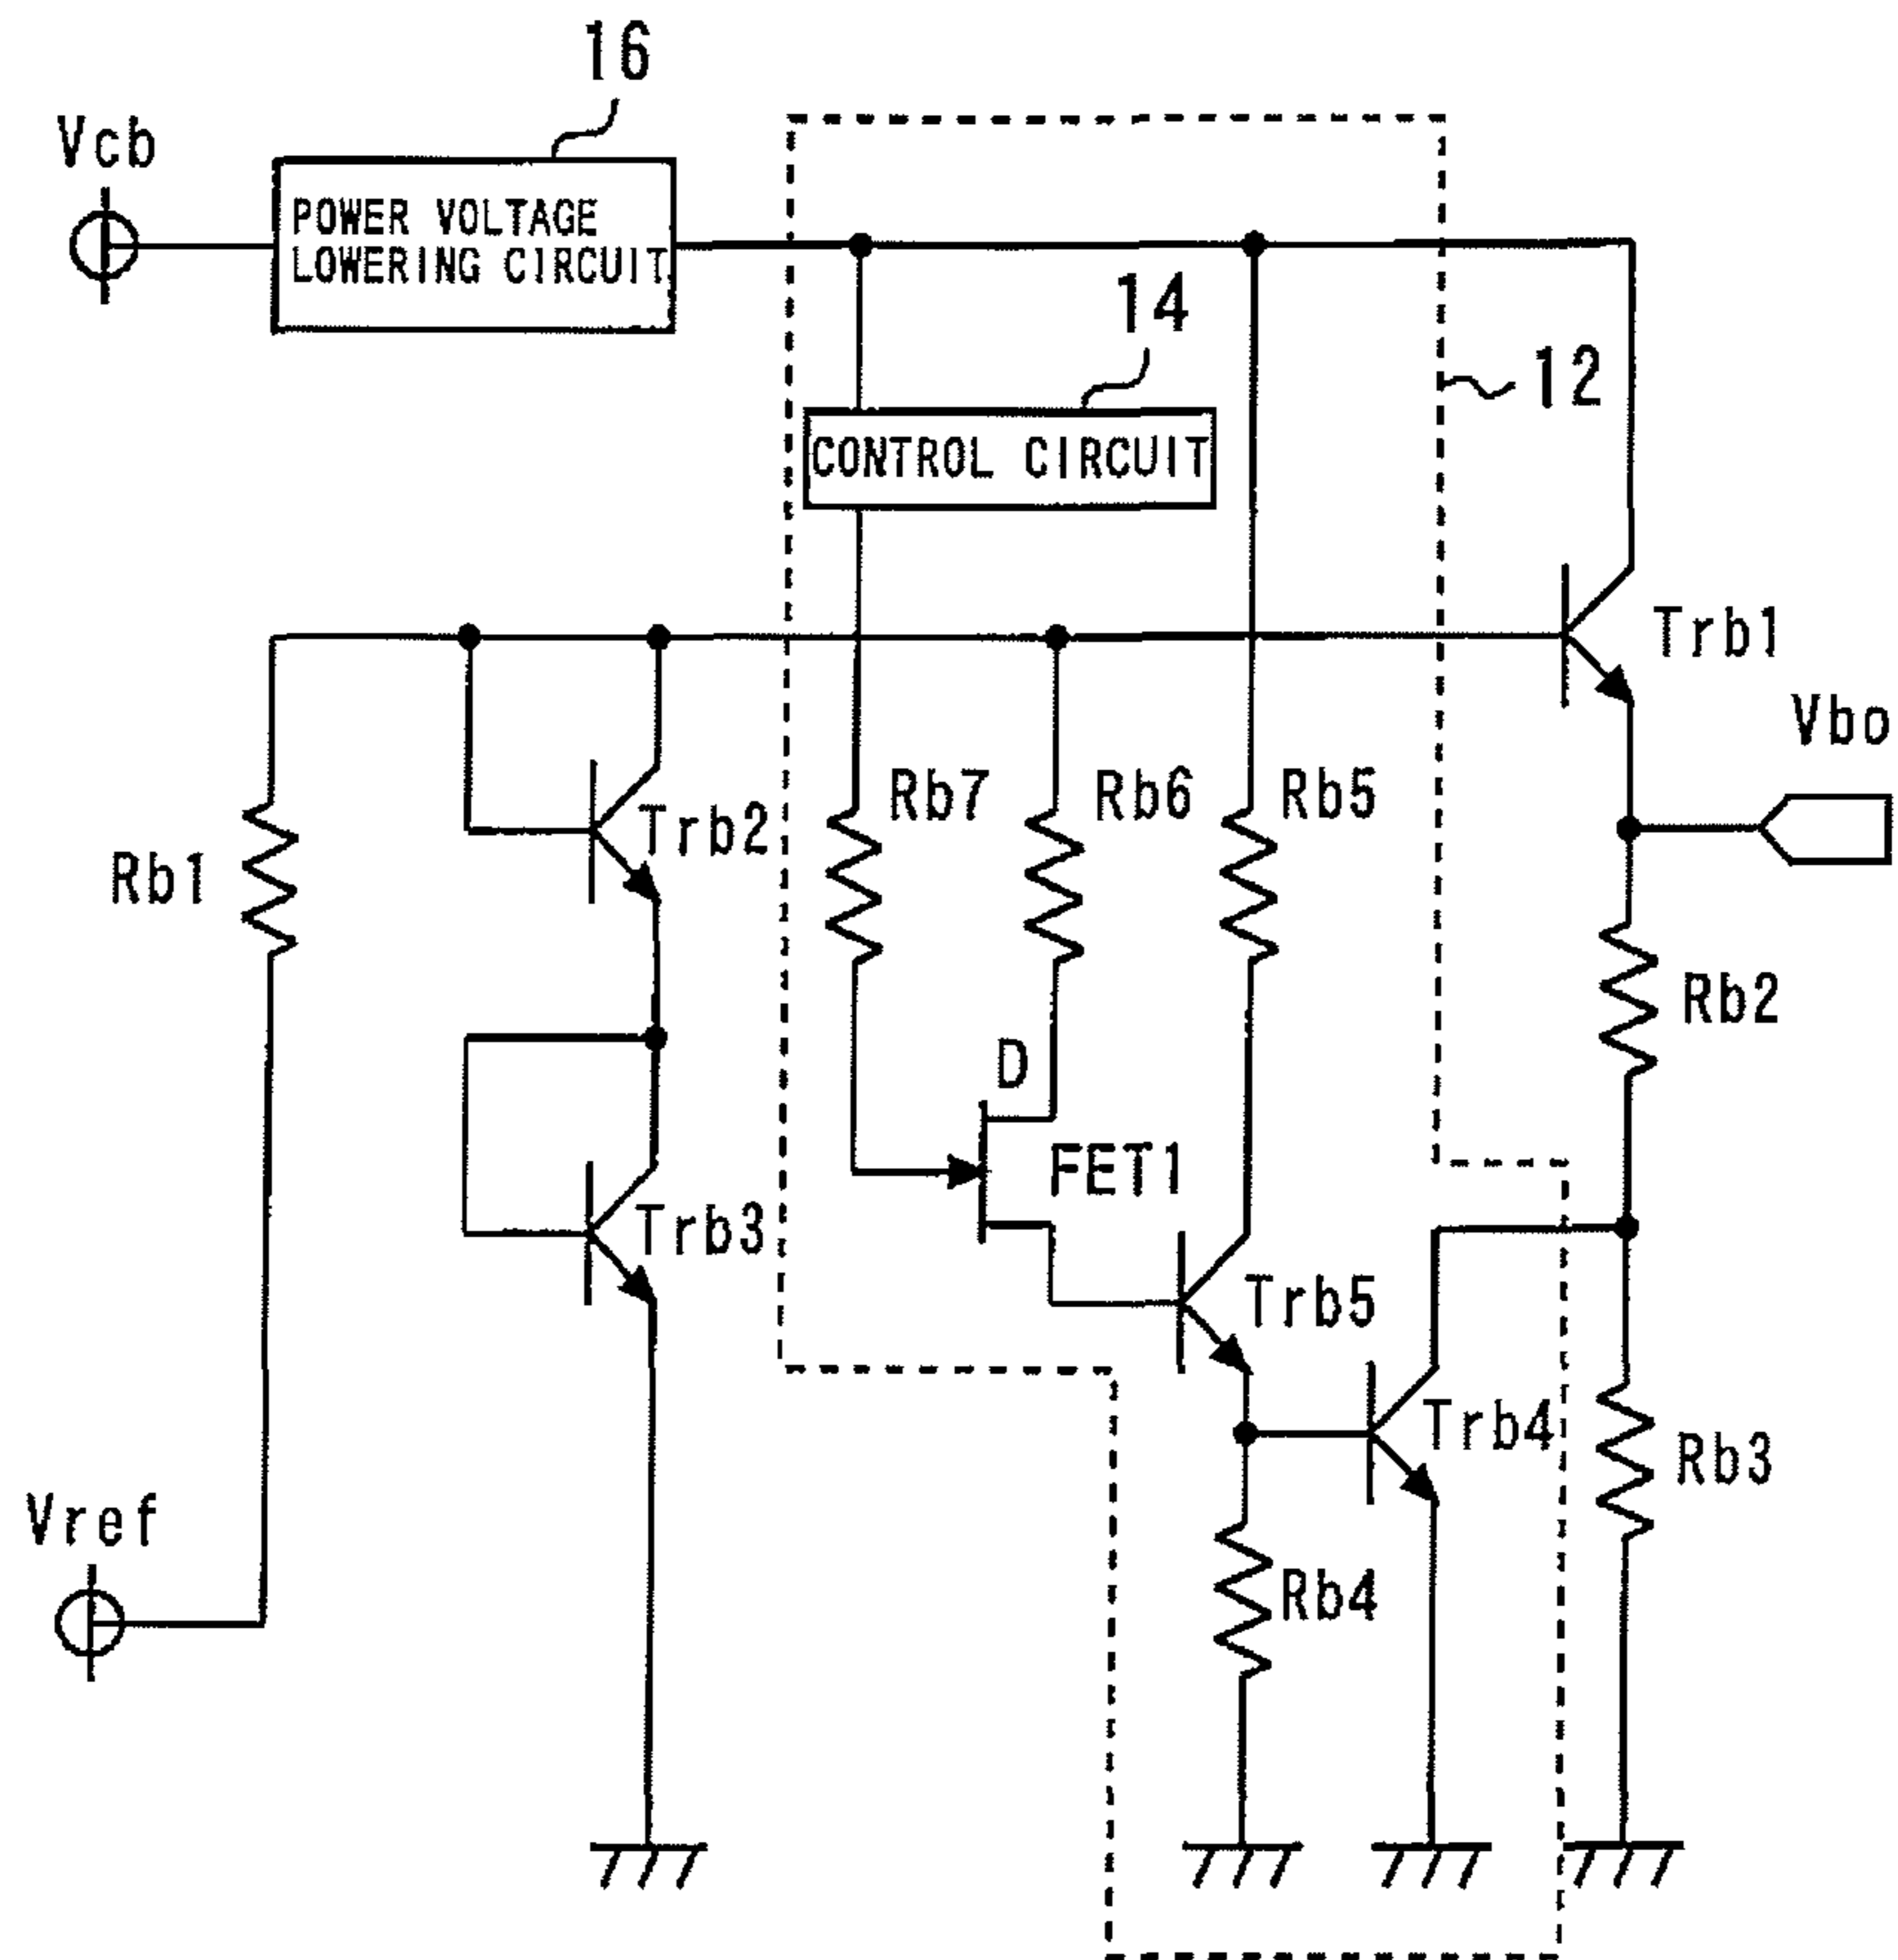 16
Vcb
POWER VOLTAGE
LOWERING CIRCUIT
14
12
CONTROL CIRCUIT
Trb1
Vbo
Rb7
Rb6
Rb5
Trb2
Rb1
Rb2
D
FET1
Trb3
Trb5
Trb4
Rb3
Vref
Rb4